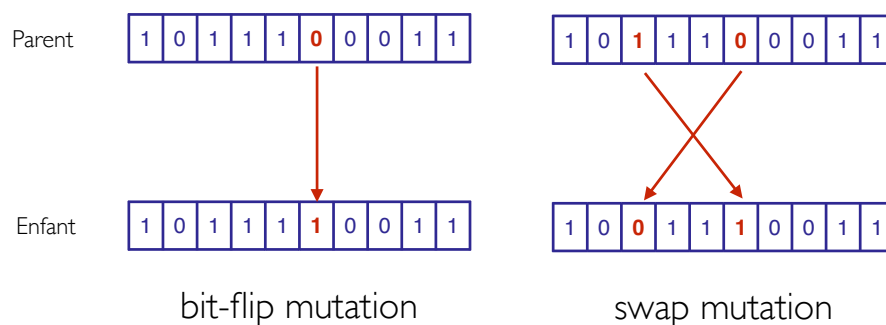 Parent 1 0 1 1 1 0 0 0 1 1 1 0 1 1 1 0 0 0 1 1
Enfant 1 0 1 1 1 1 0 0 1 1 1 0 0 1 1 1 0 0 1 1
bit-flip mutation swap mutation